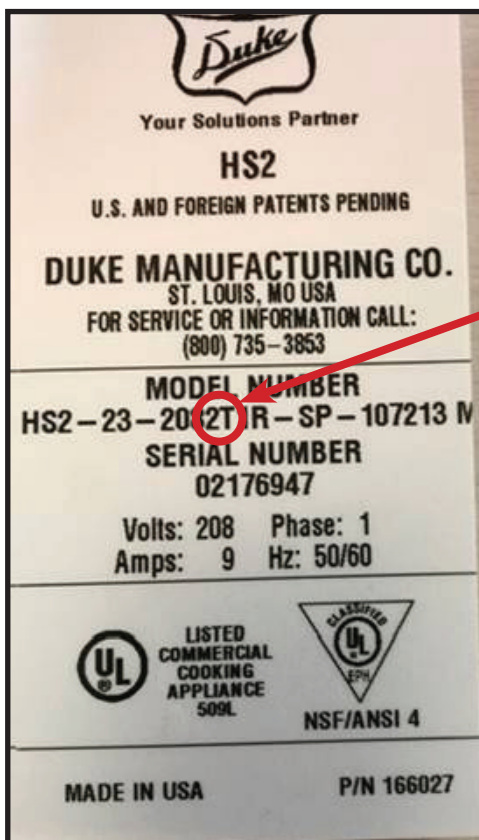 Duke
Your Solutions Partner
HS2
U.S. AND FOREIGN PATENTS PENDING
DUKE MANUFACTURING CO.
ST. LOUIS, MO USA
FOR SERVICE OR INFORMATION CALL:
(800) 735–3853
MODEL NUMBER
HS2–23– –SP–107213 M
SERIAL NUMBER
02176947
Volts: 208 Phase: 1
Amps: 9 Hz: 50/60
UL ®
LISTED
COMMERCIAL
COOKING
APPLIANCE
509L
CLASSIFIED
UL
EPH
NSF/ANSI 4
MADE IN USA P/N 166027